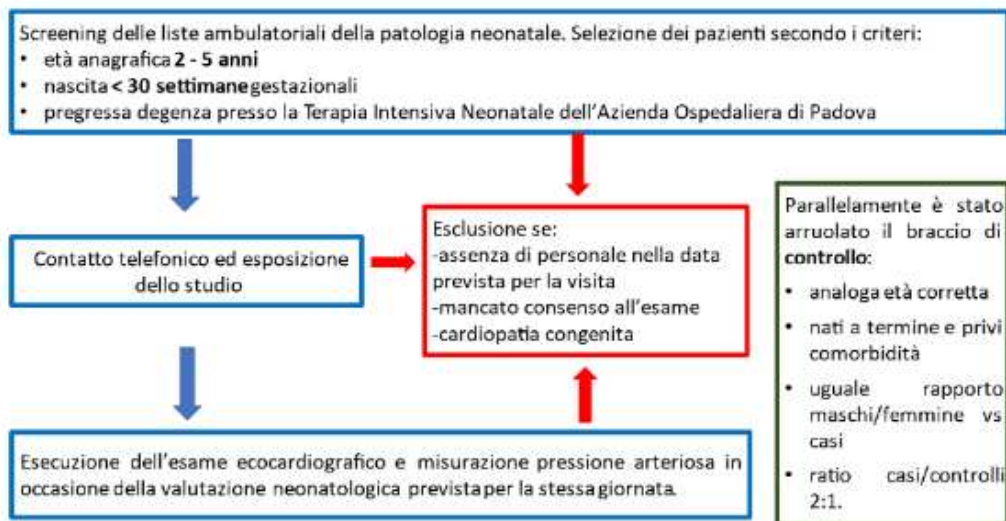 Screening delle liste ambulatoriali della patologia neonatale. Selezione dei pazienti secondo i criteri:
• età anagrafica 2 - 5 anni
• nascita < 30 settimane gestazionali
• pregressa degenza presso la Terapia Intensiva Neonatale dell'Azienda Ospedaliera di Padova
Contatto telefonico ed esposizione
dello studio
Esclusione se:
-assenza di personale nella data
prevista per la visita
-mancato consenso all'esame
-cardiopatia congenita
Esecuzione dell'esame ecocardiografico e misurazione pressione arteriosa in
occasione della valutazione neonatologica prevista per la stessa giornata.
Parallelamente è stato
arruolato il braccio di
controllo:
• analoga età corretta
• nati a termine e privi
comorbidità
• uguale rapporto
maschi/femmine vs
casi
• ratio casi/controlli
2:1.